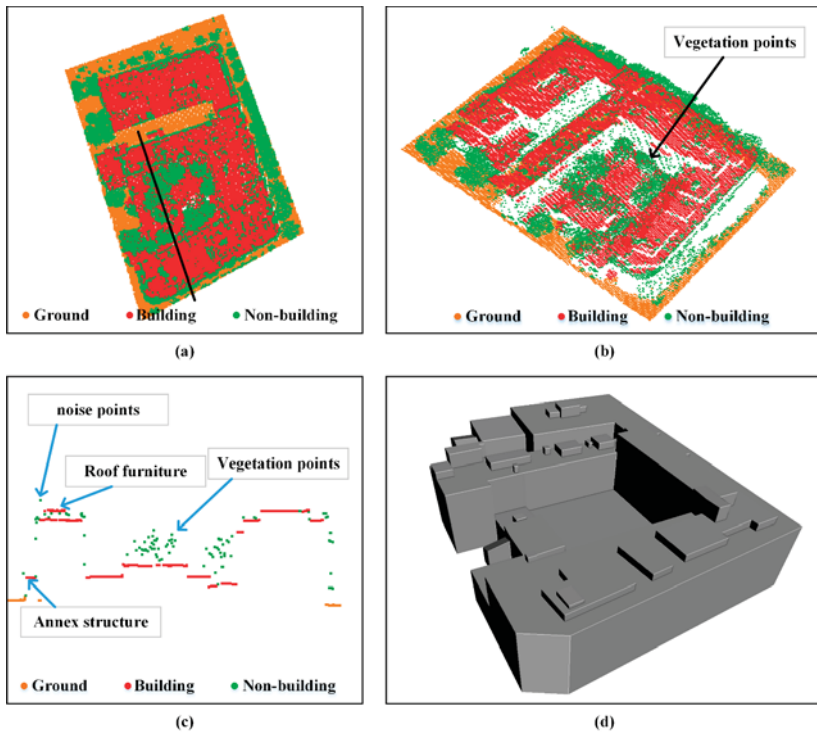 Vegetation points
Ground Building Non-building
(a)
Ground Building Non-building
(b)
noise points
Roof furniture
Vegetation points
Annex structure
Ground Building Non-building
(c)
(d)